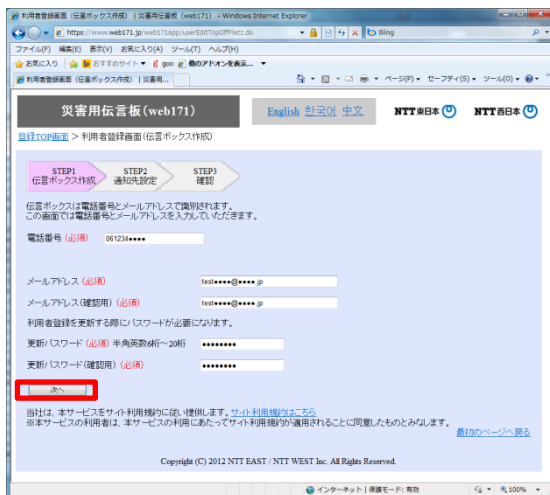 利用者登録画面（伝言ボックス作成）｜災害用伝言板（web171） - Windows Internet Explorer
https://www.web171.jp/web171app/userEditTopOffletz.do
Bing
ファイル(F) 編集(E) 表示(V) お気に入り(A) ツール(T) ヘルプ(H)
お気に入り おすすめサイト goo 他のアドオンを表示...
利用者登録画面（伝言ボックス作成）｜災害用... ページ(P) セーフティ(S) ツール(O)
災害用伝言板(web171) English 한국어 中文 NTT東日本 NTT西日本
登録TOP画面 > 利用者登録画面(伝言ボックス作成)
STEP1 STEP2 STEP3
伝言ボックス作成 通知先設定 確認
伝言ボックスは電話番号とメールアドレスで識別されます。
この画面では電話番号とメールアドレスを入力していただきます。
電話番号 (必須) 061234●●●●
メールアドレス (必須) test●●●●@●●●● jp
メールアドレス(確認用) (必須) test●●●●@●●●● jp
利用者登録を更新する際にパスワードが必要になります。
更新パスワード (必須) 半角英数6桁～20桁 ●●●●●●●●
更新パスワード(確認用) (必須) ●●●●●●●●
次へ
当社は、本サービスをサイト利用規約に従い提供します。サイト利用規約はこちら
※本サービスの利用者は、本サービスの利用にあたってサイト利用規約が適用されることに同意したものとみなします。
最初のページへ戻る
Copyright (C) 2012 NTT EAST / NTT WEST Inc. All Rights Reserved.
インターネット | 保護モード: 有効 100%